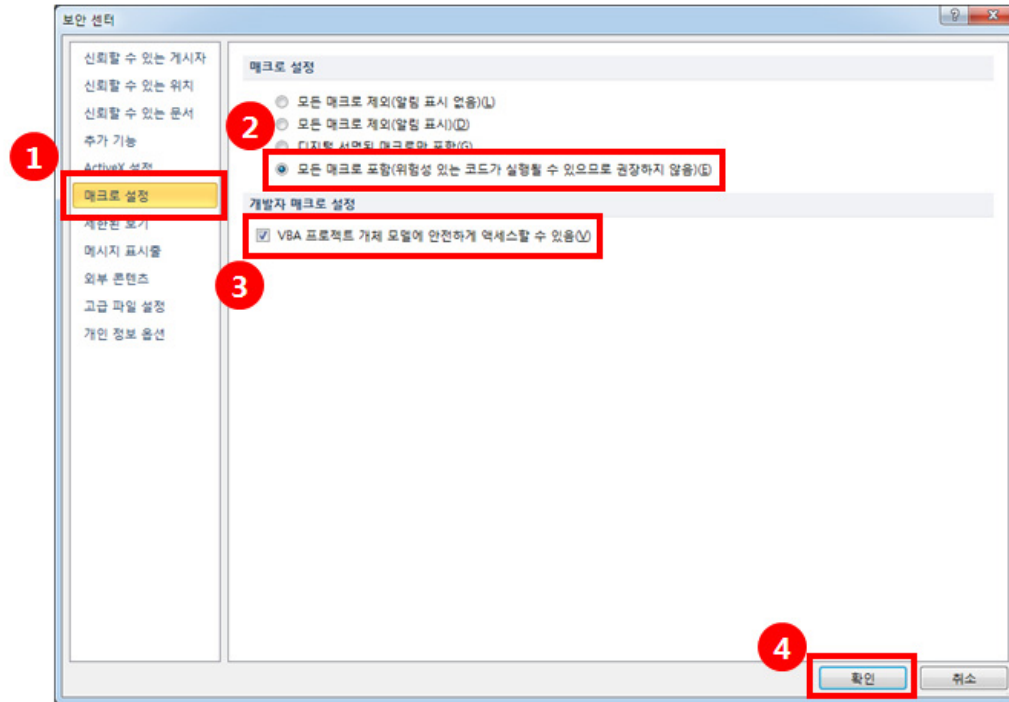 보안 센터
신뢰할 수 있는 게시자
신뢰할 수 있는 위치
신뢰할 수 있는 문서
추가 기능
ActiveX 설정
1
매크로 설정
제한된 보기
메시지 표시줄
외부 콘텐츠
고급 파일 설정
개인 정보 옵션
매크로 설정
모든 매크로 제외(알림 표시 없음)(L)
2
모든 매크로 제외(알림 표시)(D)
디지털 서명된 매크로만 포함(G)
모든 매크로 포함(위험성 있는 코드가 실행될 수 있으므로 권장하지 않음)(E)
개발자 매크로 설정
VBA 프로젝트 개체 모델에 안전하게 액세스할 수 있음(V)
3
4
확인
취소